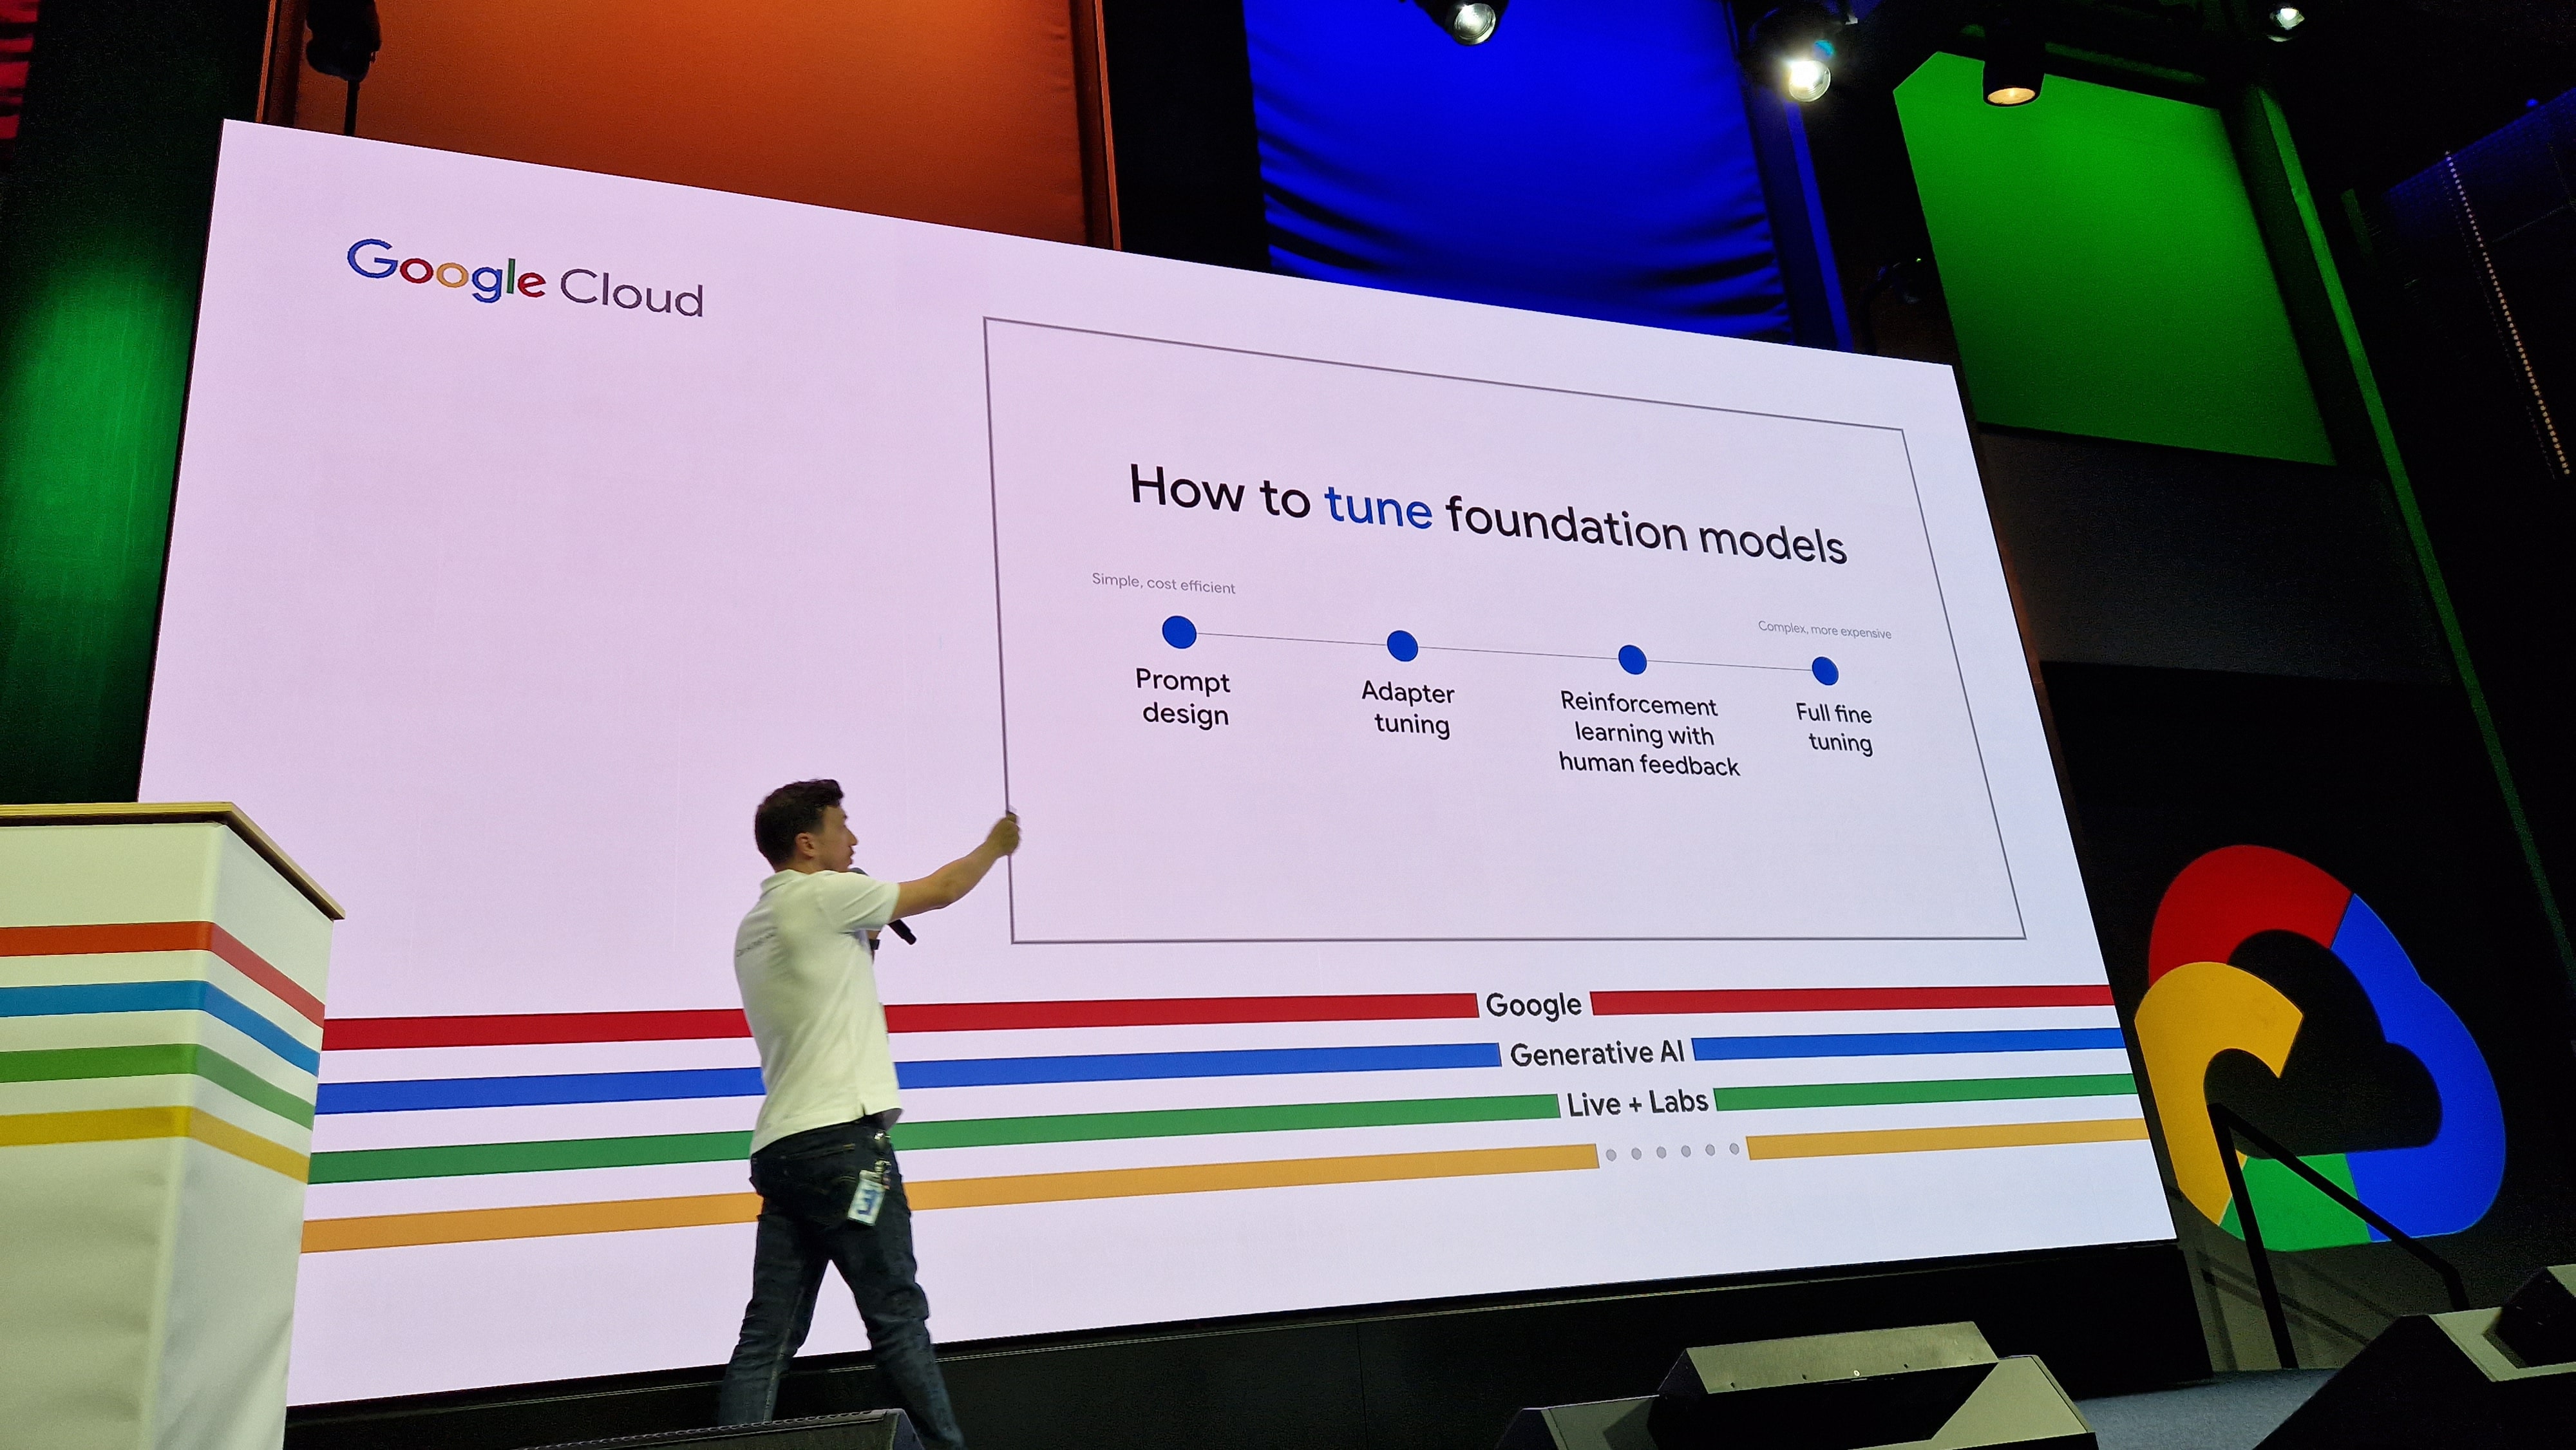 Google Cloud
How to tune foundation models
Simple, cost efficient
Complex, more expensive
Prompt
design
Adapter
tuning
Reinforcement
learning with
human feedback
Full fine
tuning
Google
Generative AI
Live + Labs